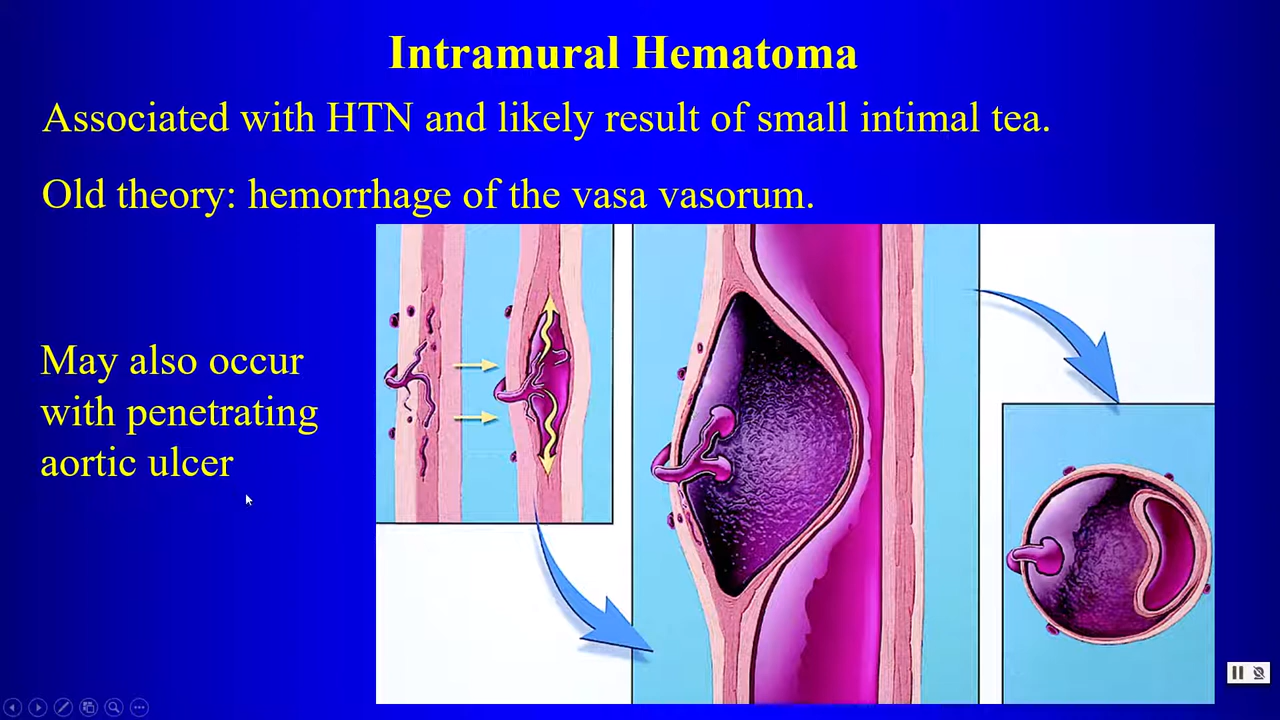 Intramural Hematoma
Associated with HTN and likely result of small intimal tea.
Old theory: hemorrhage of the vasa vasorum.
May also occur
with penetrating
aortic ulcer